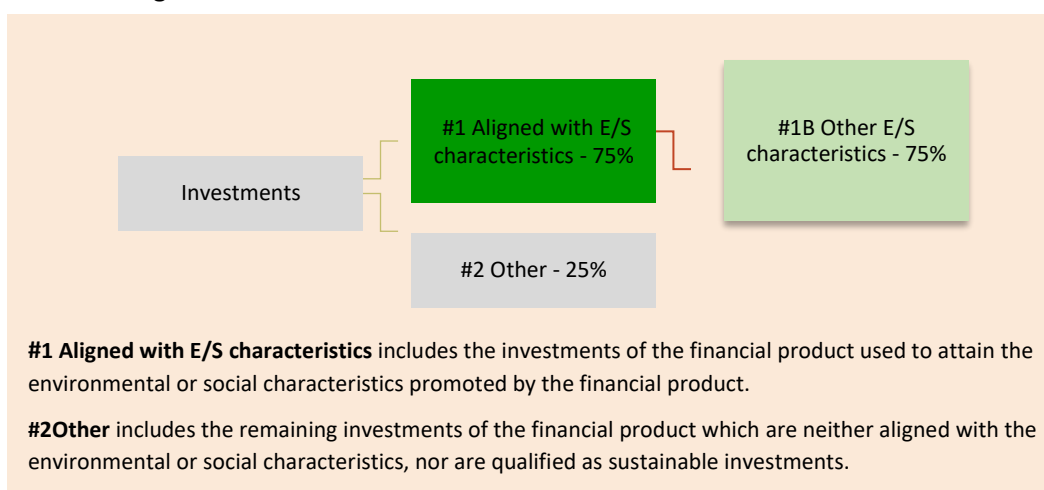 #1 Aligned with E/S
characteristics - 75%
#1B Other E/S
characteristics - 75%
Investments
#2 Other - 25%
#1 Aligned with E/S characteristics includes the investments of the financial product used to attain the
environmental or social characteristics promoted by the financial product.
#2Other includes the remaining investments of the financial product which are neither aligned with the
environmental or social characteristics, nor are qualified as sustainable investments.